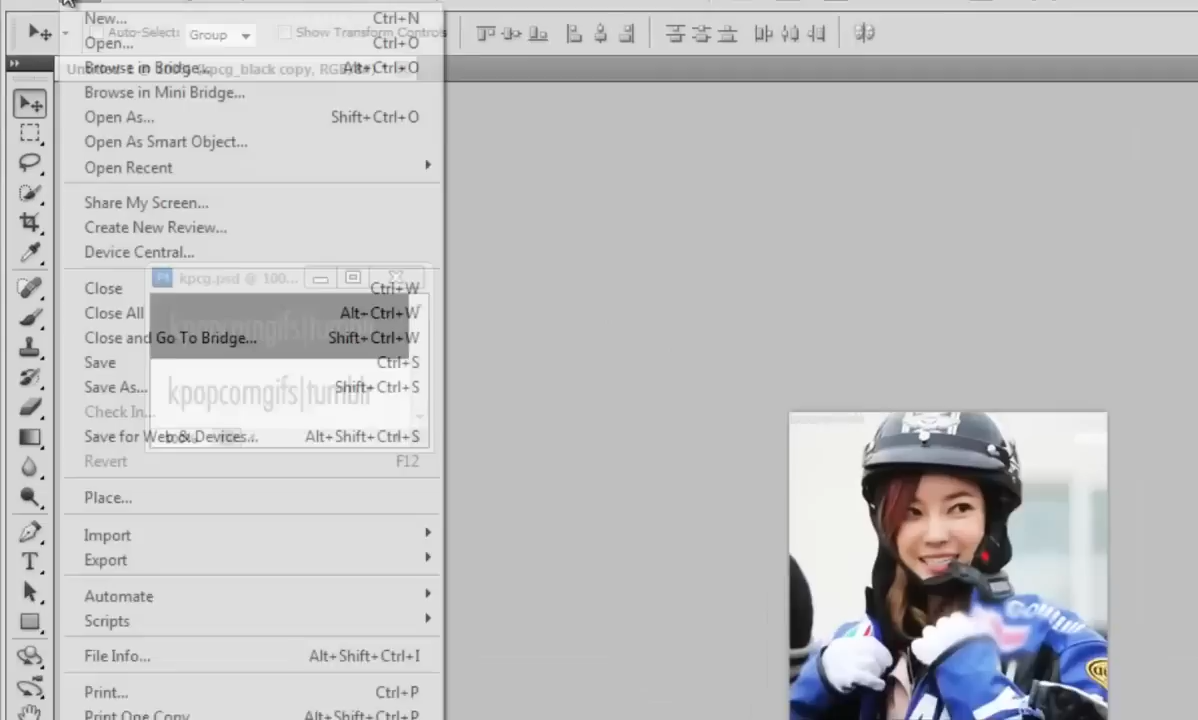 New... Ctrl+N
Auto-Select: Group Show Transform Controls
Open... Ctrl+O
Browse in Bridge... Alt+Ctrl+O
kpcg_black copy, RGB/8
Browse in Mini Bridge...
Open As... Shift+Ctrl+O
Open As Smart Object...
Open Recent
Share My Screen...
Create New Review...
Device Central...
kpcg.psd @ 100...
Close Ctrl+W
Close All Alt+Ctrl+W
kpopcomgifs|tumblr
Close and Go To Bridge... Shift+Ctrl+W
Save Ctrl+S
Save As... Shift+Ctrl+S
kpopcomgifs|tumblr
Check In...
Save for Web & Devices... Alt+Shift+Ctrl+S
Revert F12
Place...
Import
Export
Automate
Scripts
File Info... Alt+Shift+Ctrl+I
Print... Ctrl+P
Print One Copy Alt+Shift+Ctrl+P